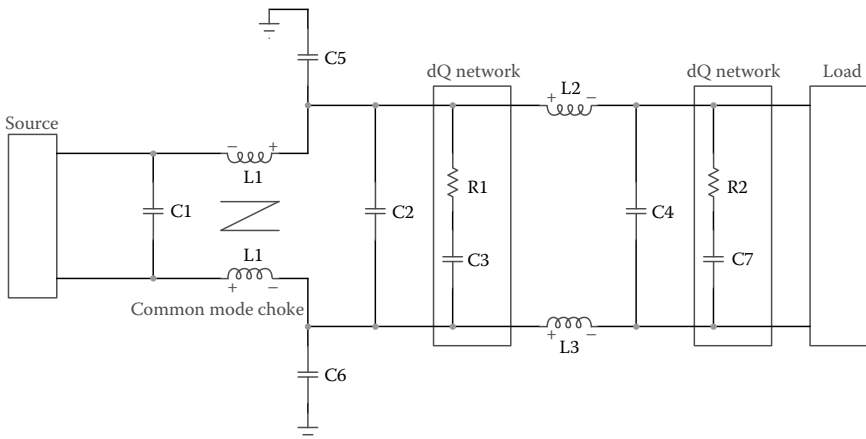 C5
dQ network
dQ network
Load
+ L2 −
Source
− +
L1
R1
R2
C1
C2
C4
L1
C3
C7
+ −
Common mode choke
+ −
L3
C6